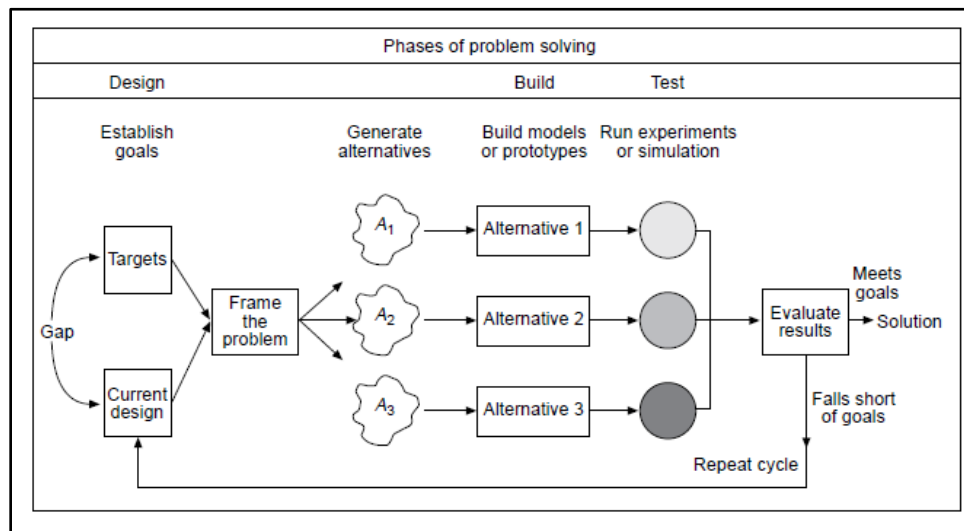 Phases of problem solving
Design
Build
Test
Establish
goals
Generate
alternatives
Build models
or prototypes
Run experiments
or simulation
Targets
Gap
Current
design
Frame
the
problem
A1
A2
A3
Alternative 1
Alternative 2
Alternative 3
Evaluate
results
Meets
goals
Solution
Falls short
of goals
Repeat cycle